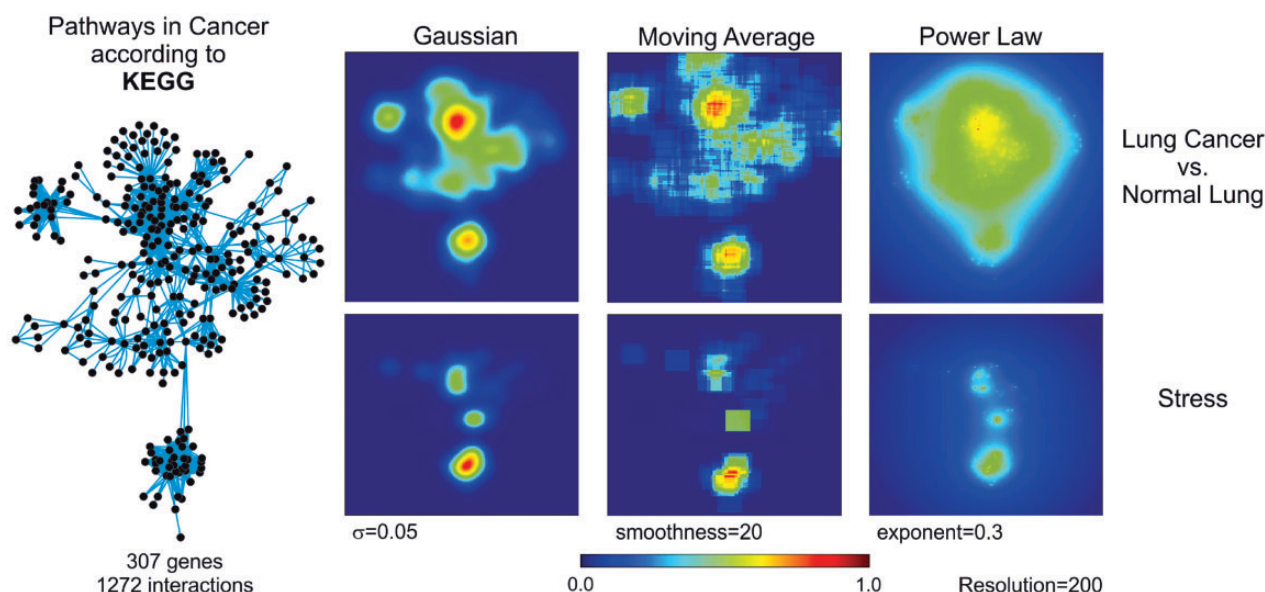 Pathways in Cancer
according to
KEGG
Gaussian
Moving Average
Power Law
Lung Cancer
vs.
Normal Lung
Stress
σ=0.05
smoothness=20
exponent=0.3
307 genes
1272 interactions
0.0
1.0
Resolution=200